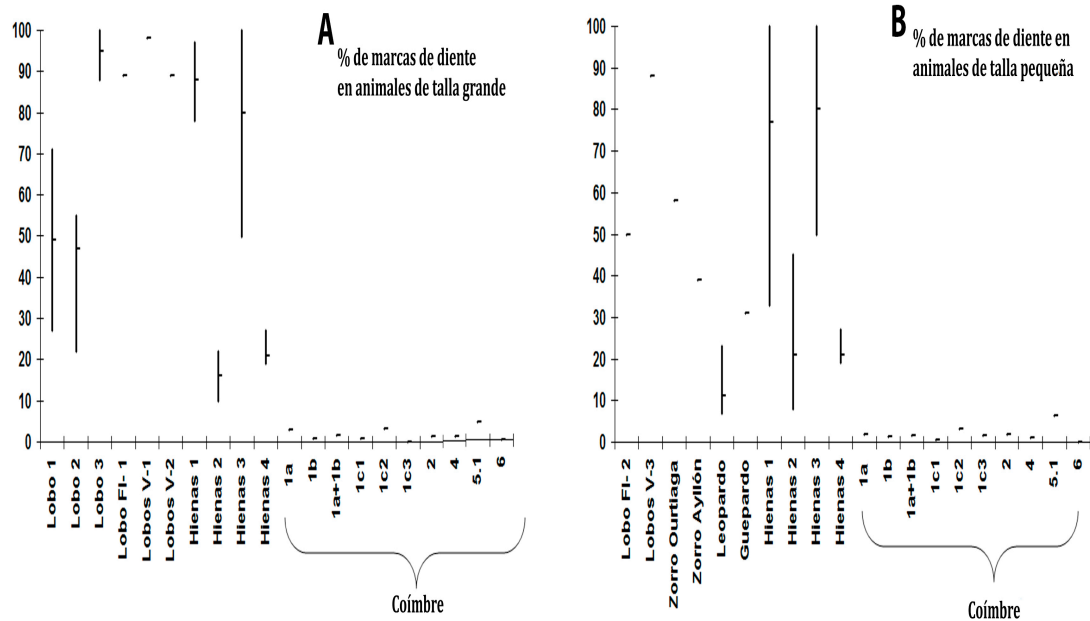 A
% de marcas de diente
en animales de talla grande
100
90
80
70
60
50
40
30
20
10
0
Lobo 1
Lobo 2
Lobo 3
Lobo FI- 1
Lobos V-1
Lobos V-2
Hienas 1
Hienas 2
Hienas 3
Hienas 4
1a
1b
1a+1b
1c1
1c2
1c3
2
4
5.1
6
Coímbre
B
% de marcas de diente en
animales de talla pequeña
100
90
80
70
60
50
40
30
20
10
0
Lobo FI- 2
Lobos V-3
Zorro Ourtiaga
Zorro Ayllón
Leopardo
Guepardo
Hienas 1
Hienas 2
Hienas 3
Hienas 4
1a
1b
1a+1b
1c1
1c2
1c3
2
4
5.1
6
Coímbre